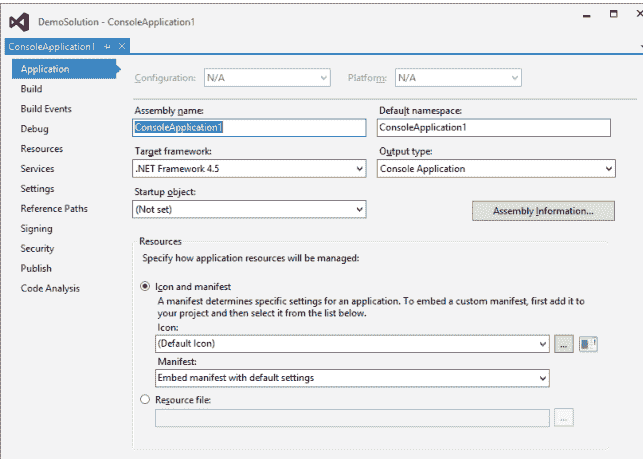 DemoSolution - ConsoleApplication1
ConsoleApplication1
Application
Build
Build Events
Debug
Resources
Services
Settings
Reference Paths
Signing
Security
Publish
Code Analysis
Configuration: N/A Platform: N/A
Assembly name: Default namespace:
ConsoleApplication1 ConsoleApplication1
Target framework: Output type:
.NET Framework 4.5 Console Application
Startup object:
(Not set) Assembly Information...
Resources
Specify how application resources will be managed:
Icon and manifest
A manifest determines specific settings for an application. To embed a custom manifest, first add it to
your project and then select it from the list below.
Icon:
(Default Icon) ...
Manifest:
Embed manifest with default settings
Resource file:
...